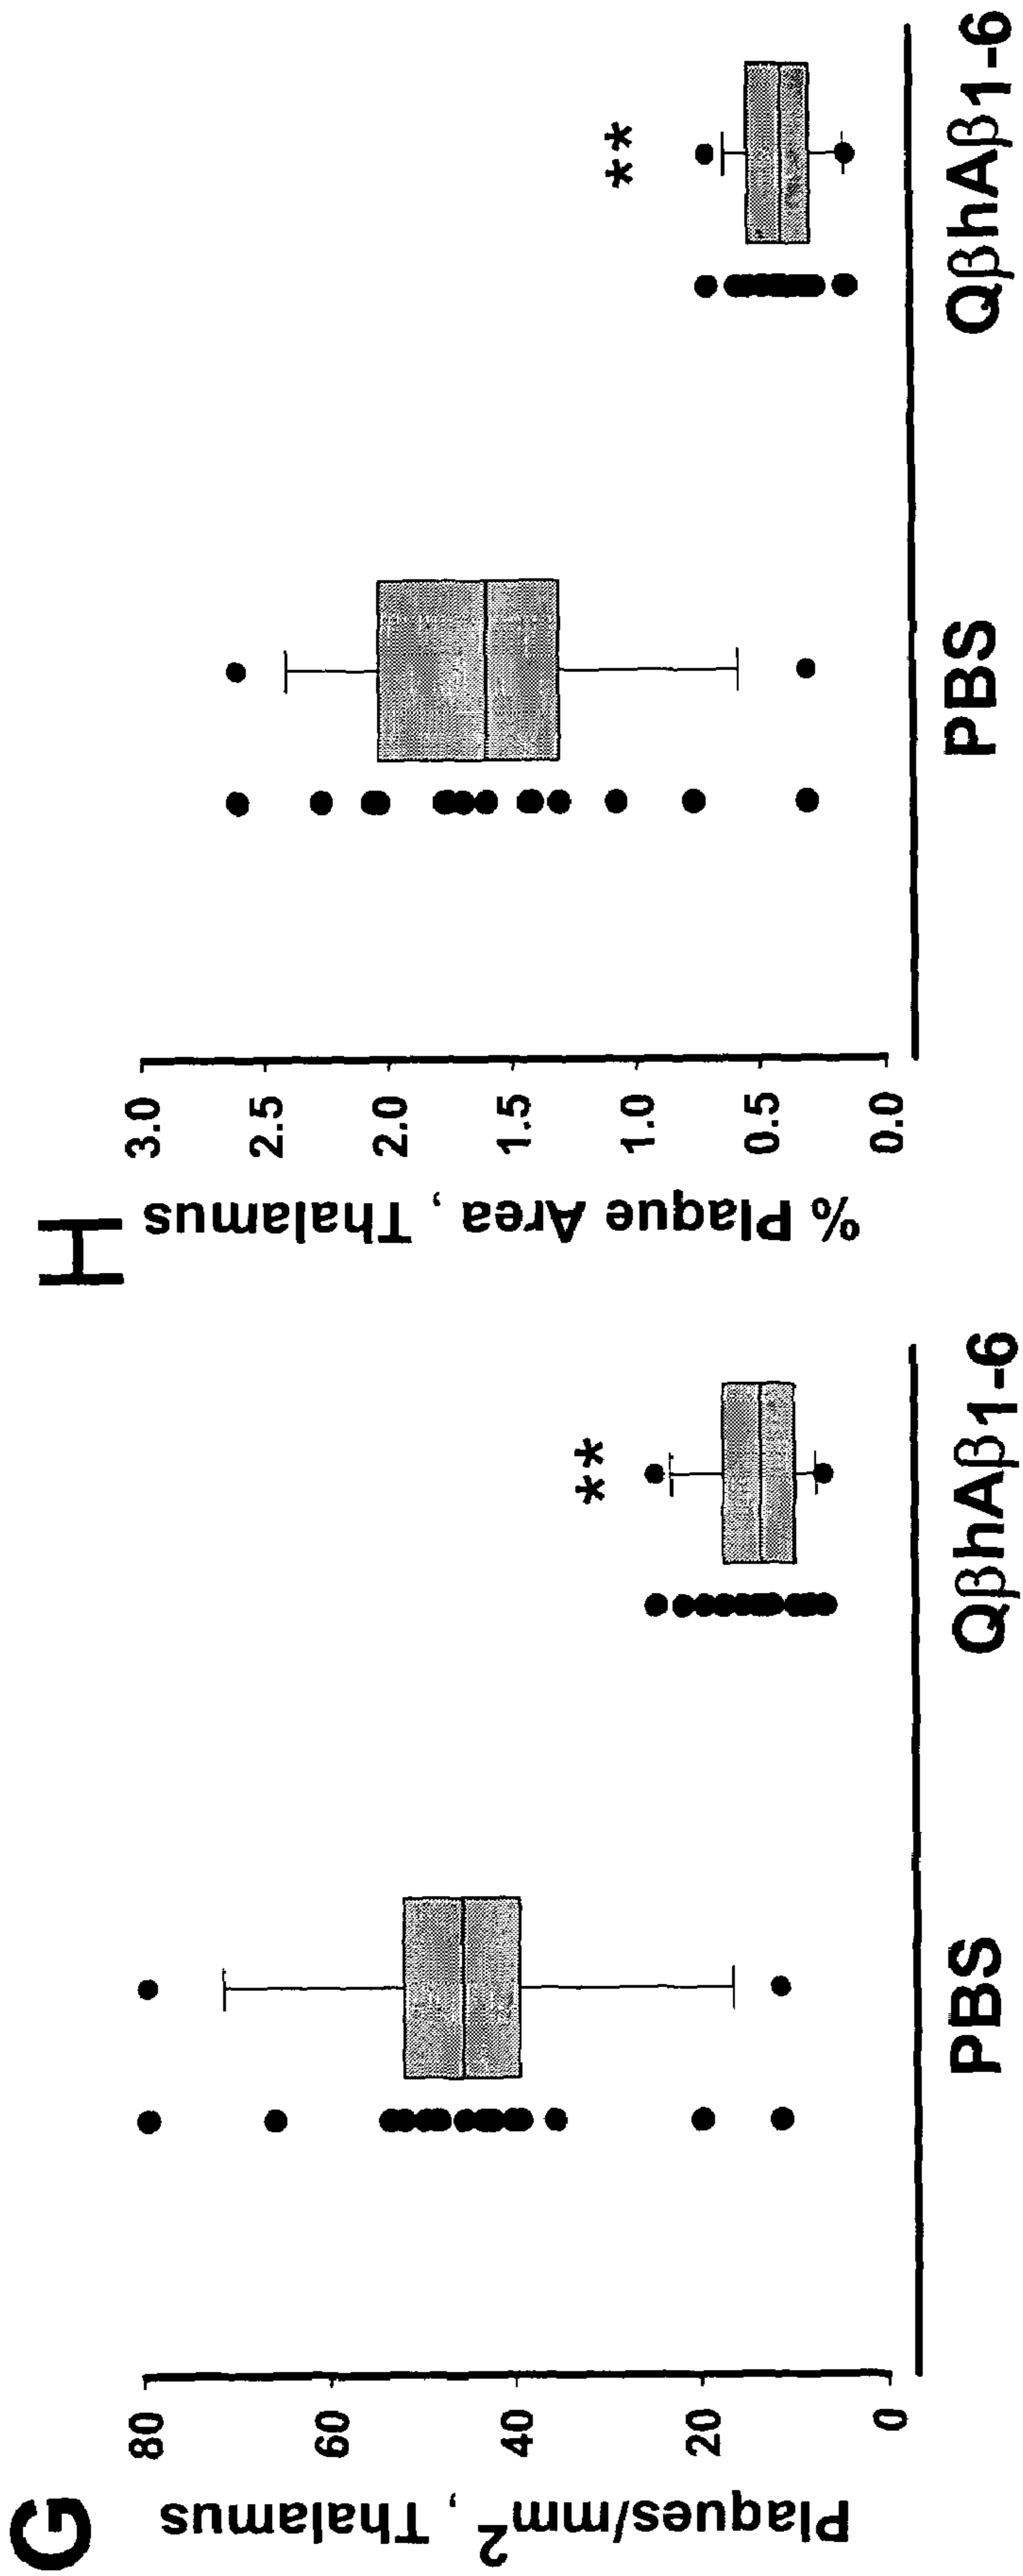 G
Plaques/mm2, Thalamus
80
60
40
20
0
**
PBS
QβhAβ1-6
H
% Plaque Area, Thalamus
3.0
2.5
2.0
1.5
1.0
0.5
0.0
**
PBS
QβhAβ1-6